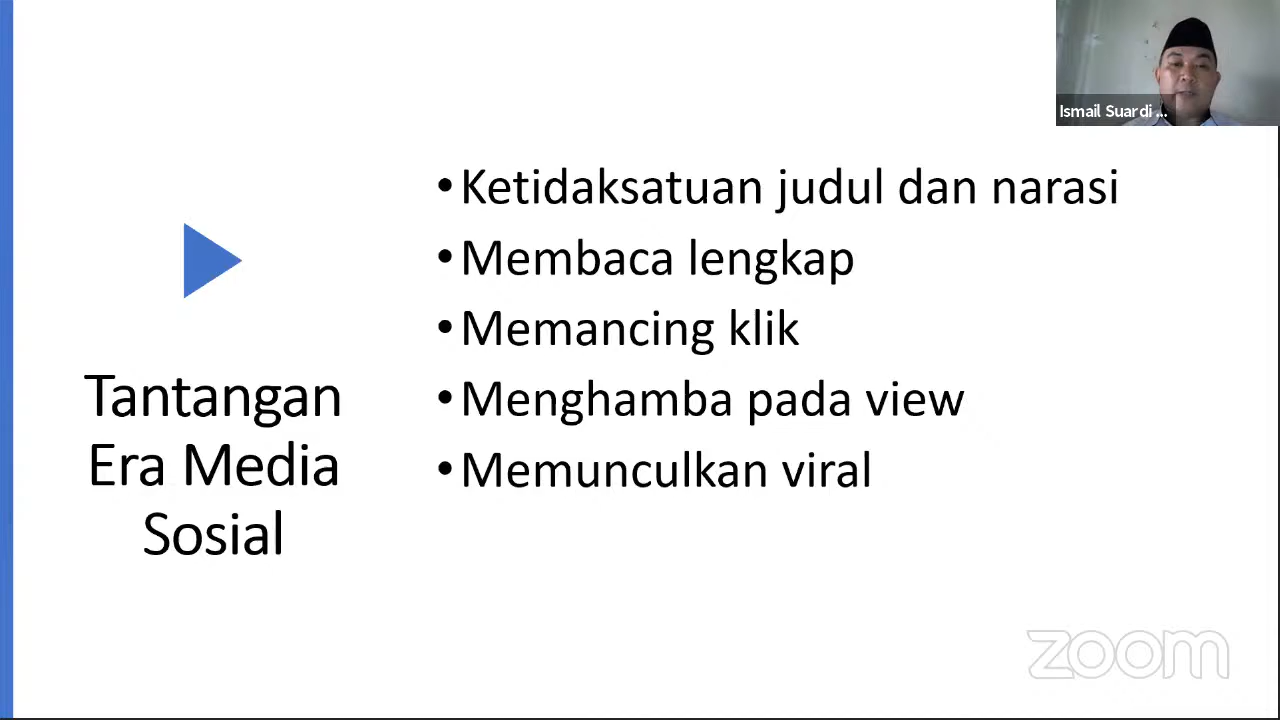 Ismail Suardi ...
• Ketidaksatuan judul dan narasi
• Membaca lengkap
• Memancing klik
• Menghamba pada view
• Memunculkan viral
Tantangan
Era Media
Sosial
zoom